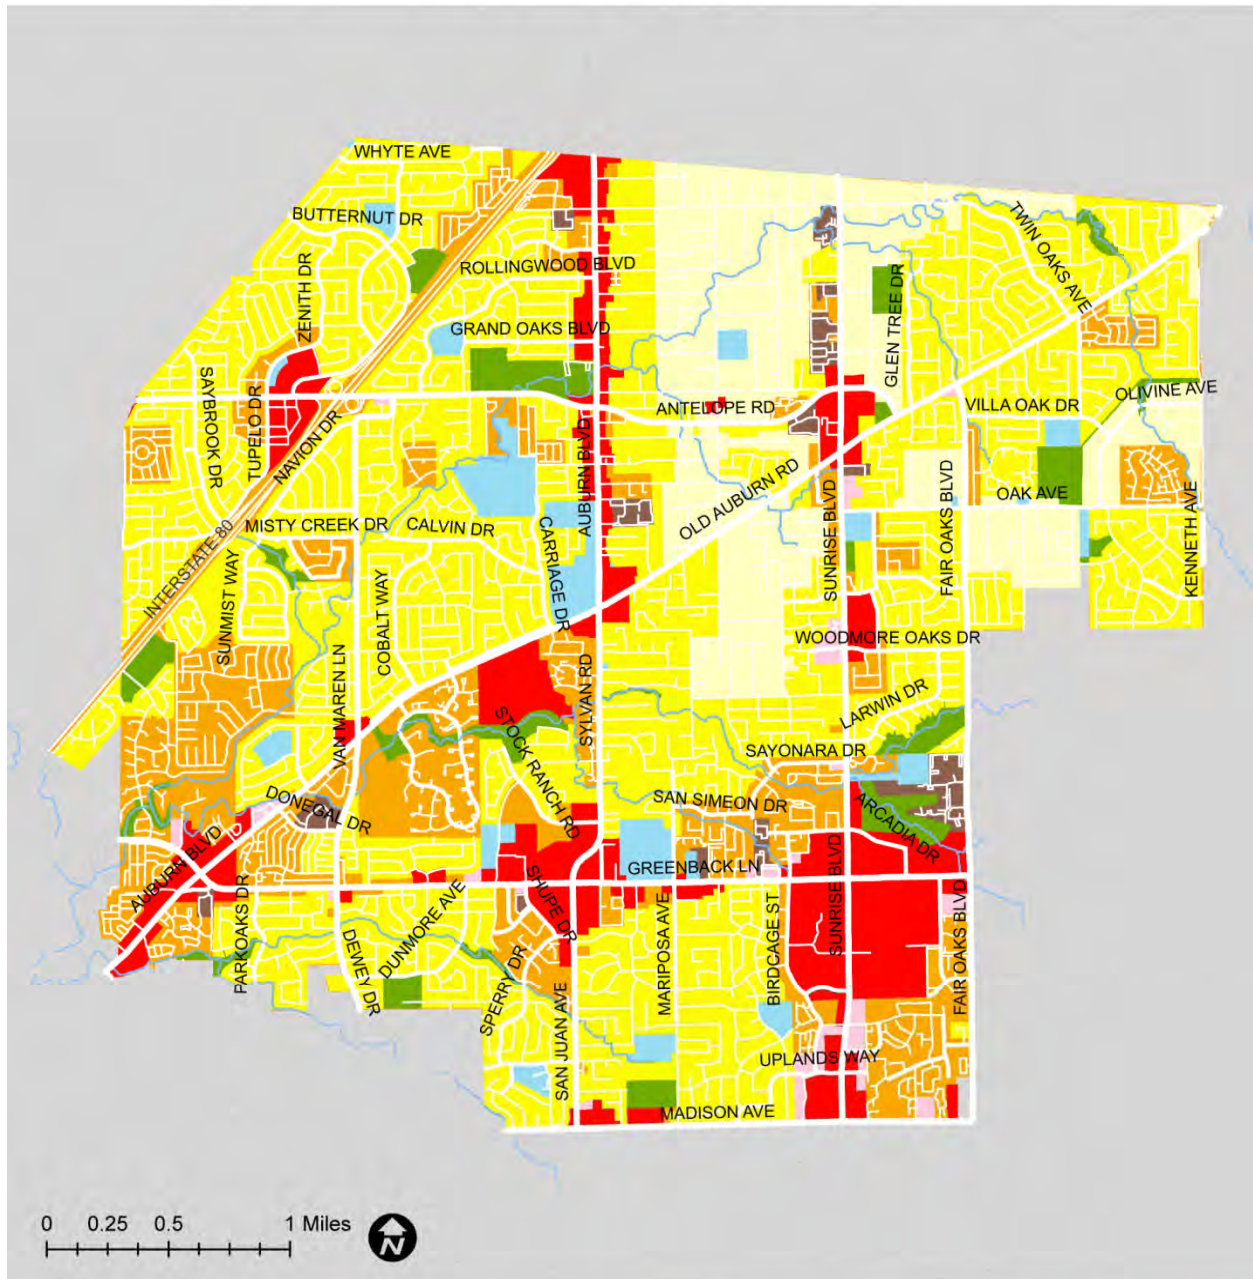 WHYTE AVE
BUTTERNUT DR
TWIN OAKS AVE
ROLLINGWOOD BLVD
ZENITH DR
GLEN TREE DR
GRAND OAKS BLVD
SAYBROOK DR
TUPELO DR
NAVION DR
ANTELOPE RD
VILLA OAK DR
OLIVINE AVE
AUBURN BLVD
OLD AUBURN RD
SUNRISE BLVD
FAIR OAKS BLVD
OAK AVE
KENNETH AVE
INTERSTATE 80
MISTY CREEK DR
CALVIN DR
CARRIAGE DR
SUNMIST WAY
COBALT WAY
VAN MAREN LN
WOODMORE OAKS DR
LARWIN DR
SYLVAN RD
STOCK RANCH RD
SAYONARA DR
SAN SIMEON DR
ARCADIA DR
DONEGAL DR
AUBURN BLVD
GREENBACK LN
SHUPE DR
SUNRISE BLVD
PARKOAKS DR
DEWEY DR
DUNMORE AVE
SPERRY DR
SAN JUAN AVE
MARIPOSA AVE
BIRDCAGE ST
FAIR OAKS BLVD
UPLANDS WAY
MADISON AVE
0 0.25 0.5 1 Miles
N